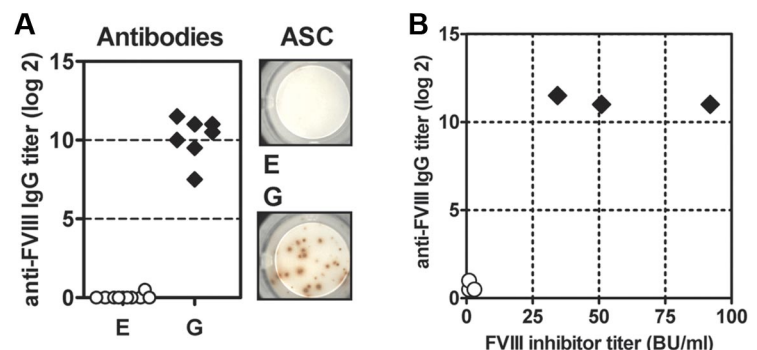 A
Antibodies
ASC
anti-FVIII IgG titer (log 2)
15
10
5
0
E
G
E
G
B
anti-FVIII IgG titer (log 2)
15
10
5
0
0
25
50
75
100
FVIII inhibitor titer (BU/ml)